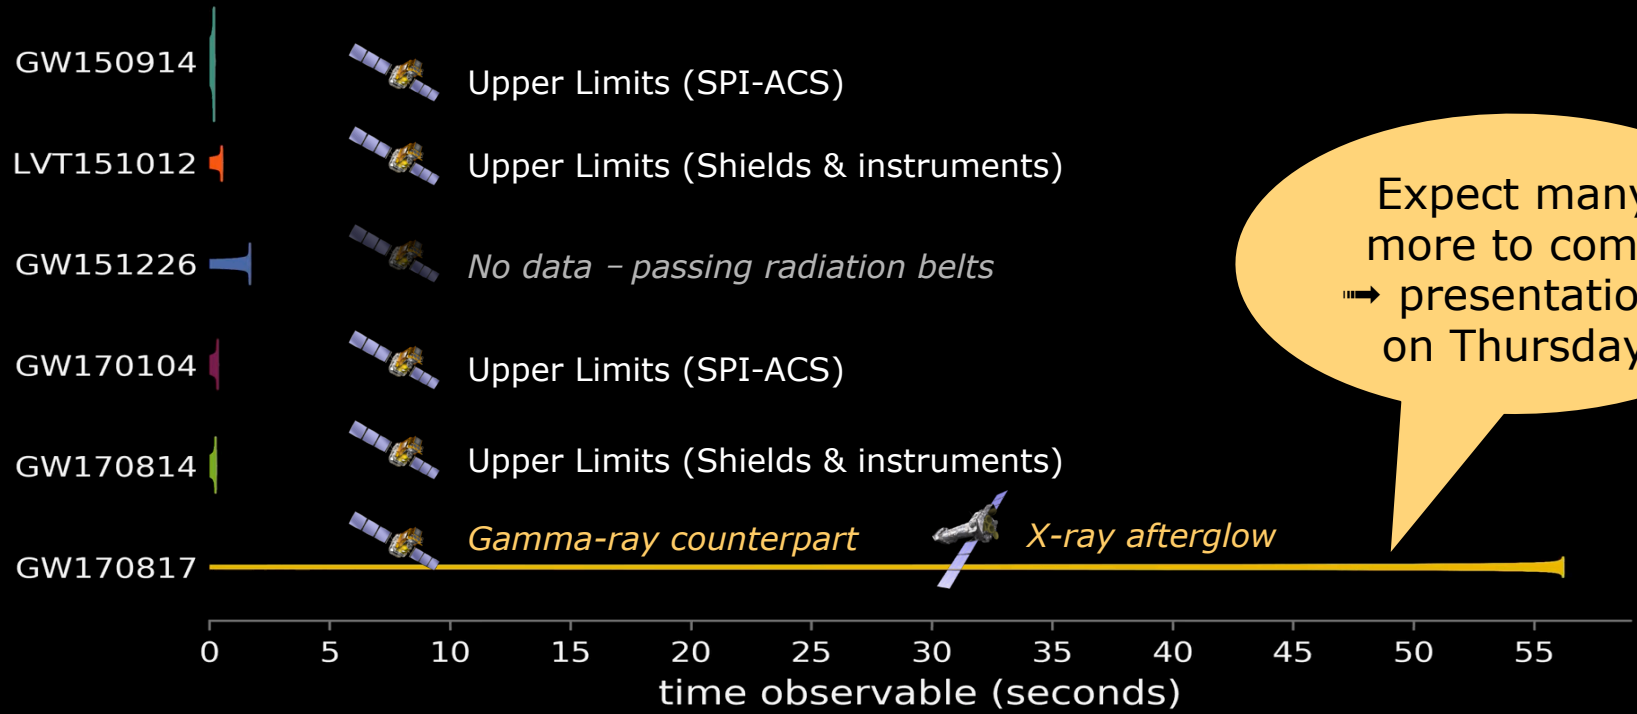 GW150914
Upper Limits (SPI-ACS)
LVT151012
Upper Limits (Shields & instruments)
GW151226
No data – passing radiation belts
GW170104
Upper Limits (SPI-ACS)
GW170814
Upper Limits (Shields & instruments)
GW170817
Gamma-ray counterpart
X-ray afterglow
Expect many
more to com
➟ presentatio
on Thursday
0 5 10 15 20 25 30 35 40 45 50 55
time observable (seconds)